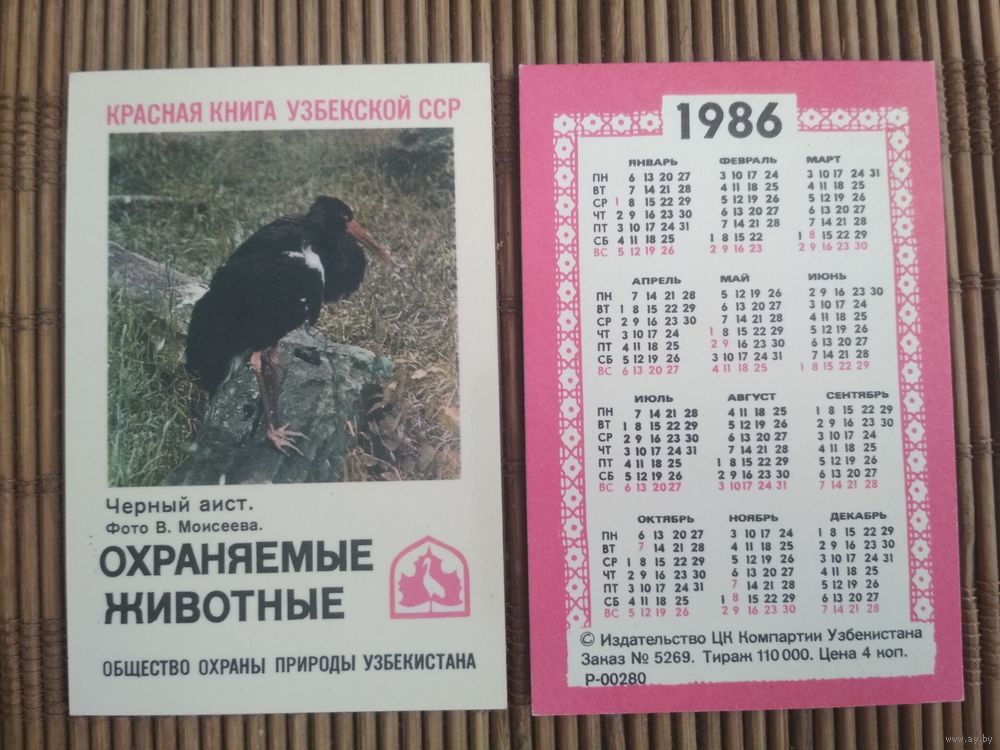 КРАСНАЯ КНИГА УЗБЕКСКОЙ ССР
Черный аист.
Фото В. Моисеева.
ОХРАНЯЕМЫЕ
ЖИВОТНЫЕ
ОБЩЕСТВО ОХРАНЫ ПРИРОДЫ УЗБЕКИСТАНА
1986
ЯНВАРЬ ФЕВРАЛЬ МАРТ
ПН 6 13 20 27 3 10 17 24 3 10 17 24 31
ВТ 7 14 21 28 4 11 18 25 4 11 18 25
СР 1 8 15 22 29 5 12 19 26 5 12 19 26
ЧТ 2 9 16 23 30 6 13 20 27 6 13 20 27
ПТ 3 10 17 24 31 7 14 21 28 7 14 21 28
СБ 4 11 18 25 1 8 15 22 1 8 15 22 29
ВС 5 12 19 26 2 9 16 23 2 9 16 23 30
АПРЕЛЬ МАЙ ИЮНЬ
ПН 7 14 21 28 5 12 19 26 2 9 16 23 30
ВТ 1 8 15 22 29 6 13 20 27 3 10 17 24
СР 2 9 16 23 30 7 14 21 28 4 11 18 25
ЧТ 3 10 17 24 1 8 15 22 29 5 12 19 26
ПТ 4 11 18 25 2 9 16 23 30 6 13 20 27
СБ 5 12 19 26 3 10 17 24 31 7 14 21 28
ВС 6 13 20 27 4 11 18 25 1 8 15 22 29
ИЮЛЬ АВГУСТ СЕНТЯБРЬ
ПН 7 14 21 28 4 11 18 25 1 8 15 22 29
ВТ 1 8 15 22 29 5 12 19 26 2 9 16 23 30
СР 2 9 16 23 30 6 13 20 27 3 10 17 24
ЧТ 3 10 17 24 31 7 14 21 28 4 11 18 25
ПТ 4 11 18 25 1 8 15 22 29 5 12 19 26
СБ 5 12 19 26 2 9 16 23 30 6 13 20 27
ВС 6 13 20 27 3 10 17 24 31 7 14 21 28
ОКТЯБРЬ НОЯБРЬ ДЕКАБРЬ
ПН 6 13 20 27 3 10 17 24 1 8 15 22 29
ВТ 7 14 21 28 4 11 18 25 2 9 16 23 30
СР 1 8 15 22 29 5 12 19 26 3 10 17 24 31
ЧТ 2 9 16 23 30 6 13 20 27 4 11 18 25
ПТ 3 10 17 24 31 7 14 21 28 5 12 19 26
СБ 4 11 18 25 1 8 15 22 29 6 13 20 27
ВС 5 12 19 26 2 9 16 23 30 7 14 21 28
© Издательство ЦК Компартии Узбекистана
Заказ № 5269. Тираж 110 000. Цена 4 коп.
Р-00280
www.ay.by